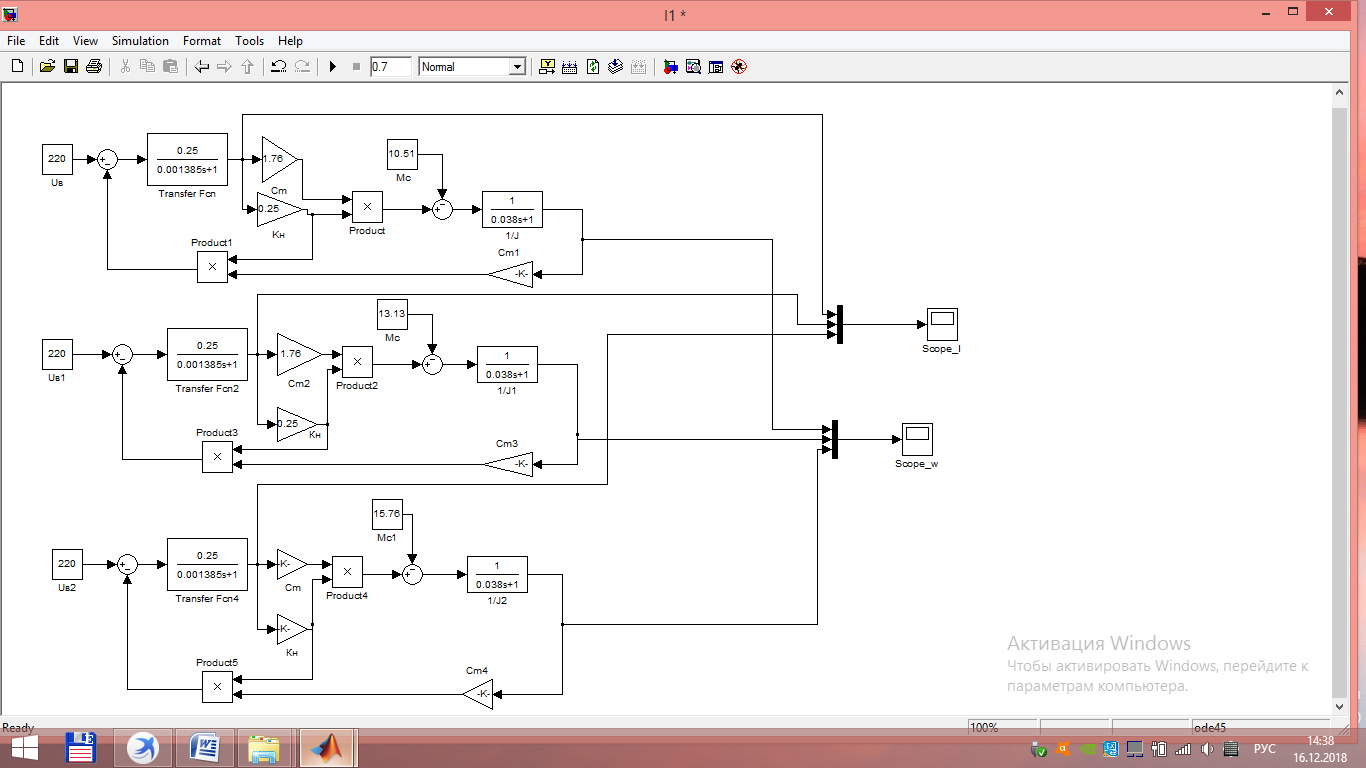 l1 *
File Edit View Simulation Format Tools Help
0.7 Normal
220
Uв
0.25
0.001385s+1
Transfer Fcn
1.76
Cm
0.25
Кн
10.51
Mc
Product
1
0.038s+1
1/J
Product1
Cm1
-K-
220
Uв1
0.25
0.001385s+1
Transfer Fcn2
1.76
Cm2
0.25
Кн
13.13
Mc
Product2
1
0.038s+1
1/J1
Product3
Cm3
-K-
Scope_I
Scope_w
220
Uв2
0.25
0.001385s+1
Transfer Fcn4
-K-
Cm
-K-
Кн
15.76
Mc1
Product4
1
0.038s+1
1/J2
Product5
Cm4
-K-
Активация Windows
Чтобы активировать Windows, перейдите к
параметрам компьютера.
Ready 100% ode45
РУС
14:38
16.12.2018